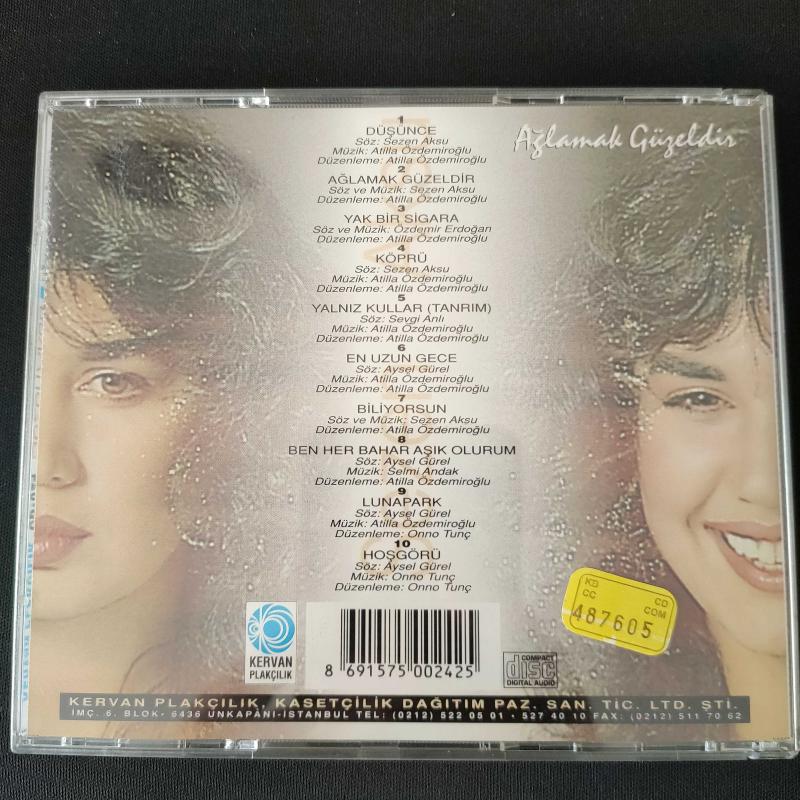 Ağlamak Güzeldir
1
DÜŞÜNCE
Söz: Sezen Aksu
Müzik: Atilla Özdemiroğlu
Düzenleme: Atilla Özdemiroğlu
2
AĞLAMAK GÜZELDİR
Söz ve Müzik: Sezen Aksu
Düzenleme: Atilla Özdemiroğlu
3
YAK BİR SİGARA
Söz ve Müzik: Özdemir Erdoğan
Düzenleme: Atilla Özdemiroğlu
4
KÖPRÜ
Söz: Sezen Aksu
Müzik: Atilla Özdemiroğlu
Düzenleme: Atilla Özdemiroğlu
5
YALNIZ KULLAR (TANRIM)
Söz: Sevgi Anlı
Müzik: Atilla Özdemiroğlu
Düzenleme: Atilla Özdemiroğlu
6
EN UZUN GECE
Söz: Aysel Gürel
Müzik: Atilla Özdemiroğlu
Düzenleme: Atilla Özdemiroğlu
7
BİLİYORSUN
Söz ve Müzik: Sezen Aksu
Düzenleme: Atilla Özdemiroğlu
8
BEN HER BAHAR AŞIK OLURUM
Söz: Aysel Gürel
Müzik: Selmi Andak
Düzenleme: Atilla Özdemiroğlu
9
LUNAPARK
Söz: Aysel Gürel
Müzik: Atilla Özdemiroğlu
Düzenleme: Onno Tunç
10
HOŞGÖRÜ
Söz: Aysel Gürel
Müzik: Onno Tunç
Düzenleme: Onno Tunç
KD CD
CC COM
487605
KERVAN
PLAKÇILIK
8 691575 002425
COMPACT
disc
DIGITAL AUDIO
KERVAN PLAKÇILIK, KASETÇİLİK DAĞITIM PAZ. SAN. TİC. LTD. ŞTİ.
İMÇ. 6. BLOK- 6436 UNKAPANI-İSTANBUL TEL: (0212) 522 05 01 - 527 40 10 FAX: (0212) 511 70 62